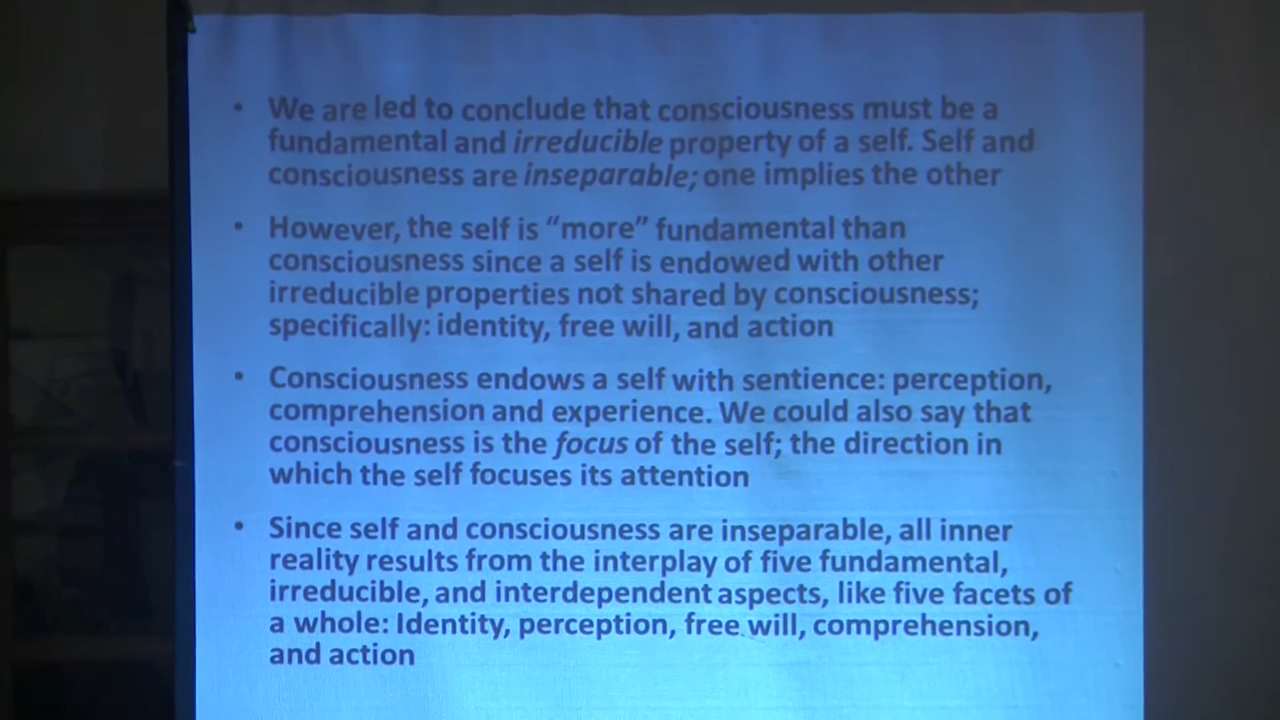 • We are led to conclude that consciousness must be a
fundamental and irreducible property of a self. Self and
consciousness are inseparable; one implies the other
• However, the self is “more” fundamental than
consciousness since a self is endowed with other
irreducible properties not shared by consciousness;
specifically: identity, free will, and action
• Consciousness endows a self with sentience: perception,
comprehension and experience. We could also say that
consciousness is the focus of the self; the direction in
which the self focuses its attention
• Since self and consciousness are inseparable, all inner
reality results from the interplay of five fundamental,
irreducible, and interdependent aspects, like five facets of
a whole: Identity, perception, free will, comprehension,
and action